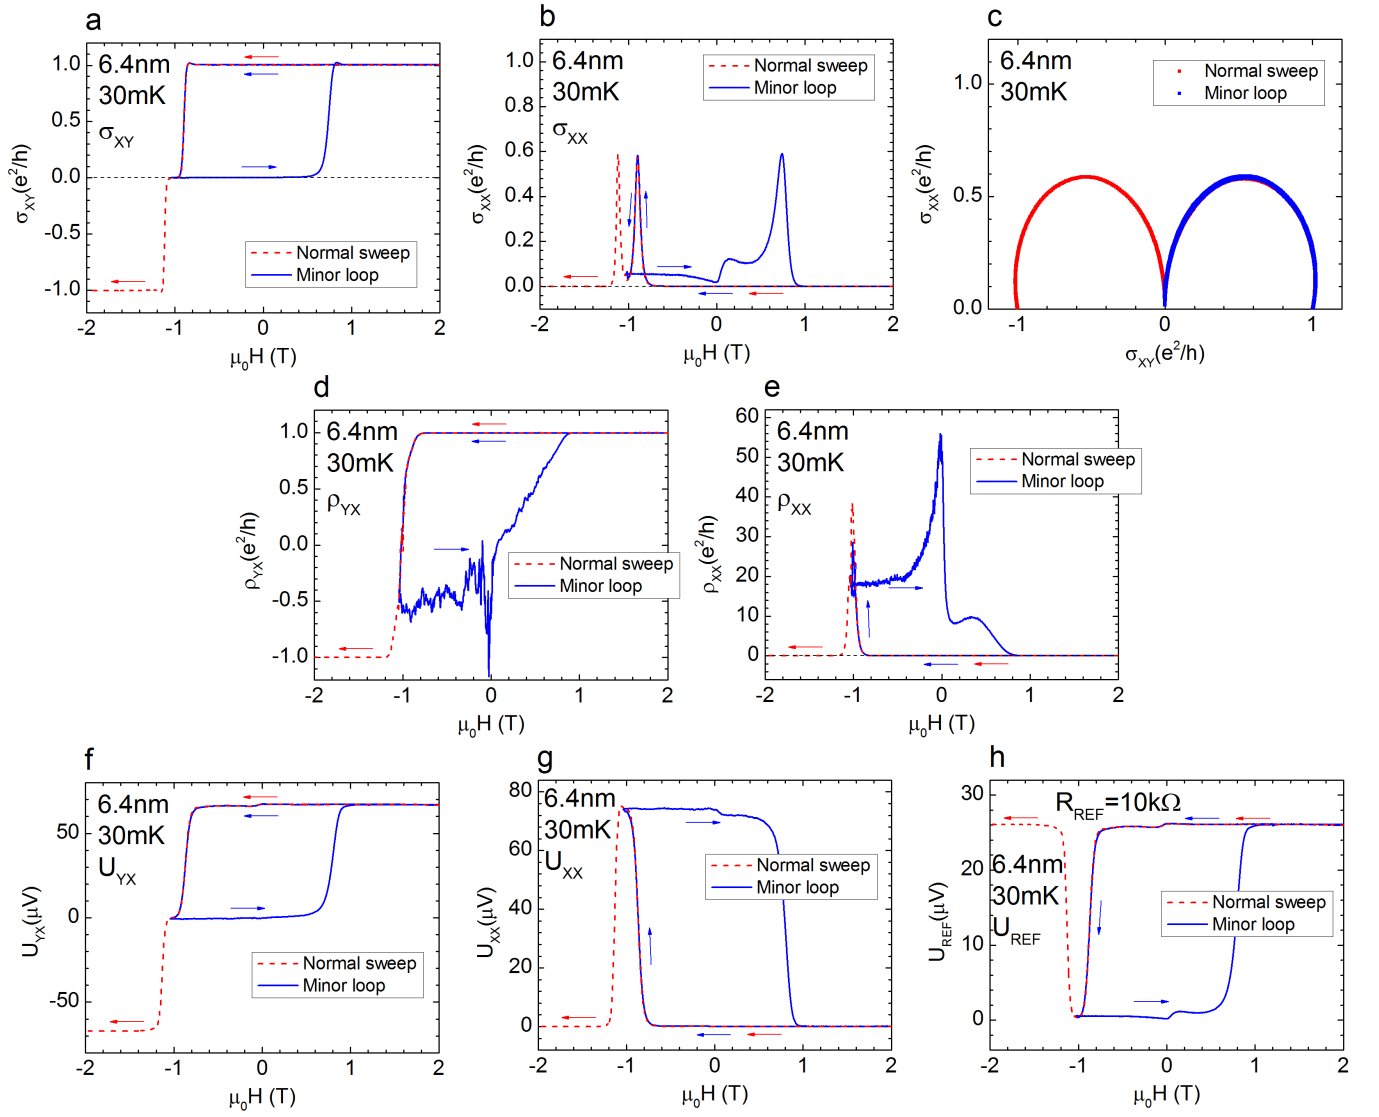 a
6.4nm
30mK
σXY
Normal sweep
Minor loop
1.0
0.5
0.0
-0.5
-1.0
σXY(e²/h)
-2 -1 0 1 2
μ₀H (T)
b
6.4nm
30mK
σXX
Normal sweep
Minor loop
1.0
0.8
0.6
0.4
0.2
0.0
σXX(e²/h)
-2 -1 0 1 2
μ₀H (T)
c
6.4nm
30mK
Normal sweep
Minor loop
1.0
0.5
0.0
σXX(e²/h)
-1 0 1
σXY(e²/h)
d
6.4nm
30mK
ρYX
Normal sweep
Minor loop
1.0
0.5
0.0
-0.5
-1.0
ρYX(e²/h)
-2 -1 0 1 2
μ₀H (T)
e
6.4nm
30mK
ρXX
Normal sweep
Minor loop
60
50
40
30
20
10
0
ρXX(e²/h)
-2 -1 0 1 2
μ₀H (T)
f
6.4nm
30mK
UYX
Normal sweep
Minor loop
50
0
-50
UYX(μV)
-2 -1 0 1 2
μ₀H (T)
g
6.4nm
30mK
UXX
Normal sweep
Minor loop
80
60
40
20
0
UXX(μV)
-2 -1 0 1 2
μ₀H (T)
h
RREF=10kΩ
6.4nm
30mK
UREF
Normal sweep
Minor loop
30
20
10
0
UREF(μV)
-2 -1 0 1 2
μ₀H (T)